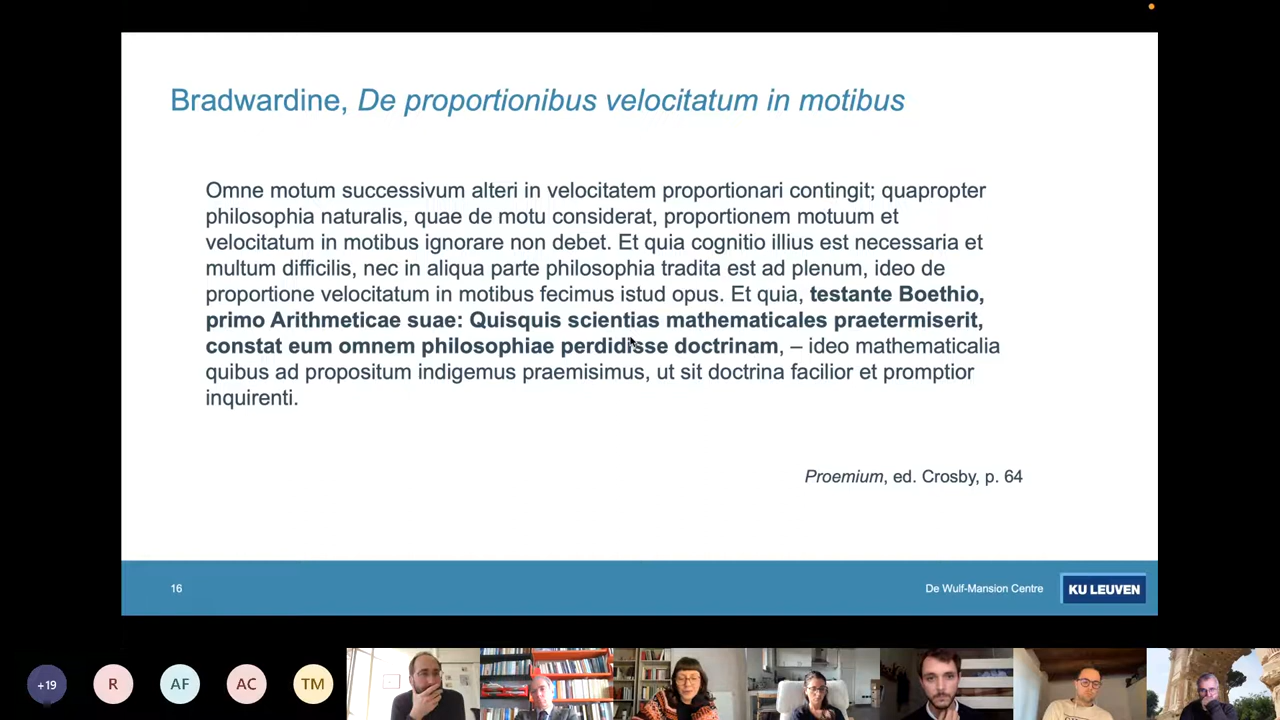 Bradwardine, De proportionibus velocitatum in motibus
Omne motum successivum alteri in velocitatem proportionari contingit; quapropter
philosophia naturalis, quae de motu considerat, proportionem motuum et
velocitatum in motibus ignorare non debet. Et quia cognitio illius est necessaria et
multum difficilis, nec in aliqua parte philosophia tradita est ad plenum, ideo de
proportione velocitatum in motibus fecimus istud opus. Et quia, testante Boethio,
primo Arithmeticae suae: Quisquis scientias mathematicales praetermiserit,
constat eum omnem philosophiae perdidisse doctrinam, – ideo mathematicalia
quibus ad propositum indigemus praemisimus, ut sit doctrina facilior et promptior
inquirenti.
Proemium, ed. Crosby, p. 64
16
De Wulf-Mansion Centre
KU LEUVEN
+19
R
AF
AC
TM